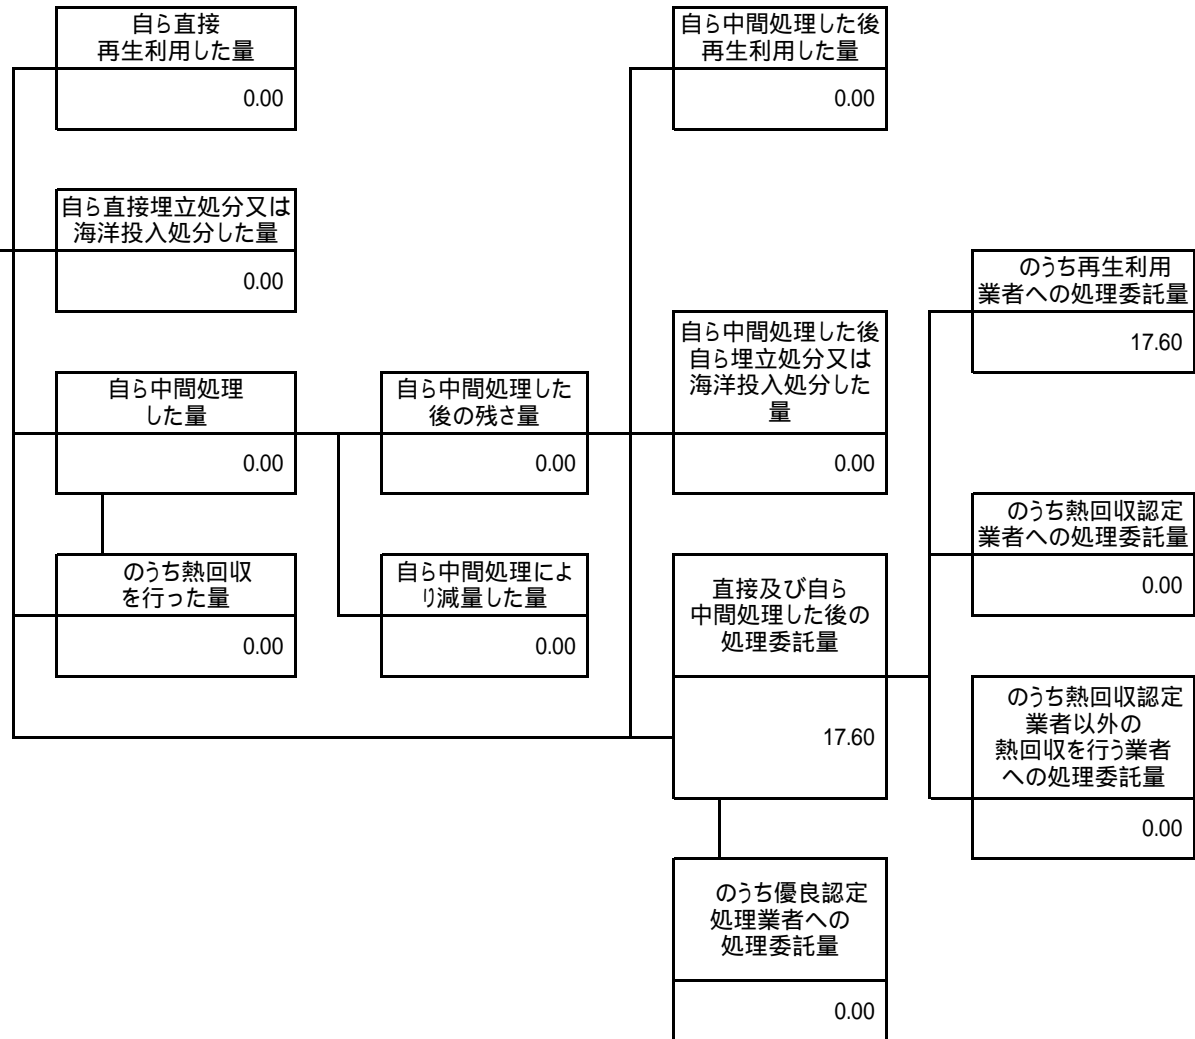 自ら直接
再生利用した量
0.00
自ら中間処理した後
再生利用した量
0.00
自ら直接埋立処分又は
海洋投入処分した量
0.00
のうち再生利用
業者への処理委託量
17.60
自ら中間処理した後
自ら埋立処分又は
海洋投入処分した
量
0.00
自ら中間処理
した量
0.00
自ら中間処理した
後の残さ量
0.00
のうち熱回収認定
業者への処理委託量
0.00
のうち熱回収
を行った量
0.00
自ら中間処理によ
り減量した量
0.00
直接及び自ら
中間処理した後の
処理委託量
17.60
のうち熱回収認定
業者以外の
熱回収を行う業者
への処理委託量
0.00
のうち優良認定
処理業者への
処理委託量
0.00